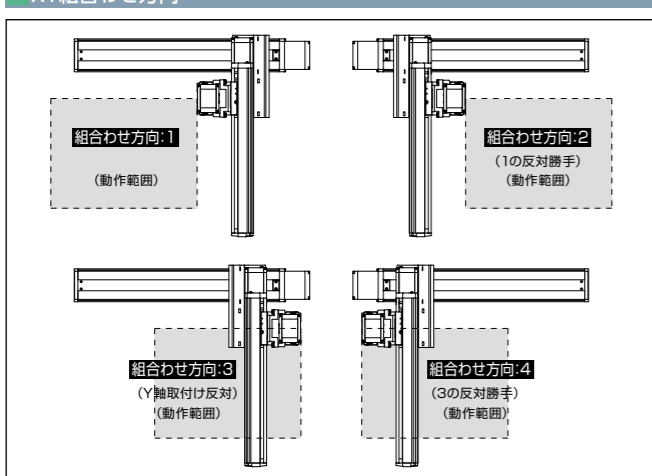 XY組合わせ方向
組合わせ方向:1
(動作範囲)
組合わせ方向:2
(1の反対勝手)
(動作範囲)
組合わせ方向:3
(Y軸取付け反対)
(動作範囲)
組合わせ方向:4
(3の反対勝手)
(動作範囲)